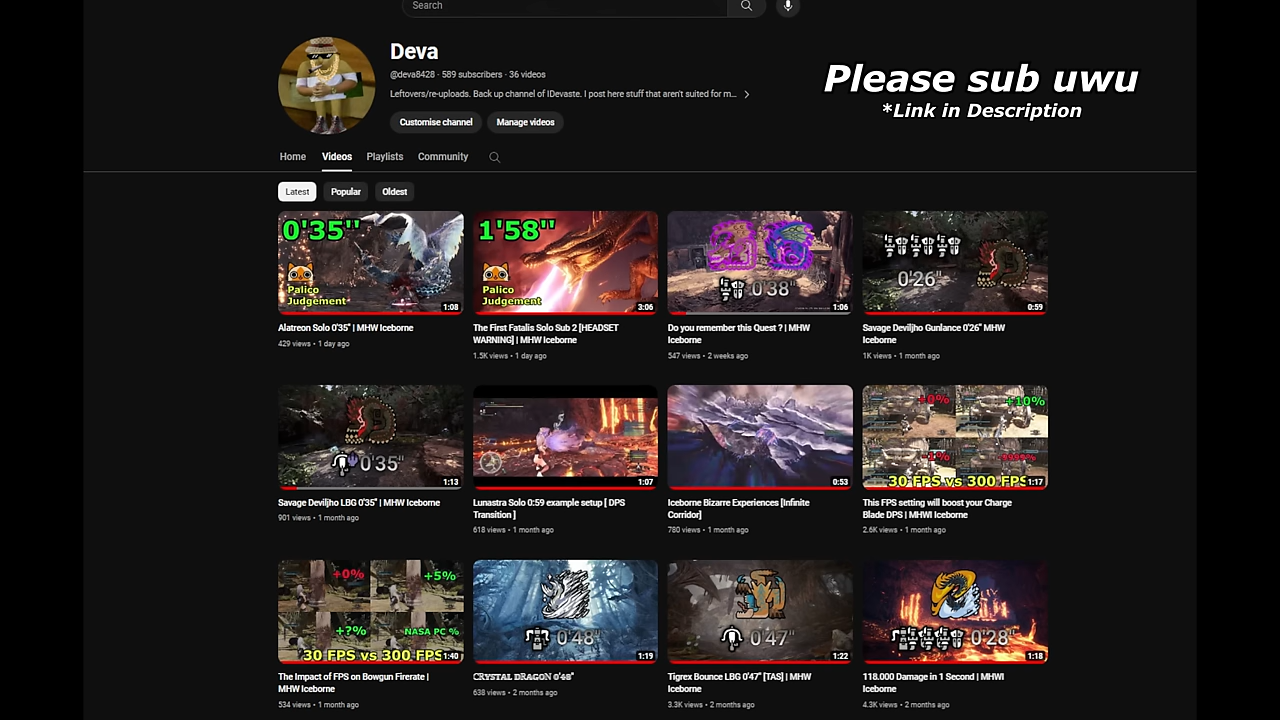 Search
Deva
@deva8428 · 589 subscribers · 36 videos
Leftovers/re-uploads. Back up channel of IDevaste. I post here stuff that aren't suited for m...
Customise channel
Manage videos
Please sub uwu
*Link in Description
Home
Videos
Playlists
Community
Latest
Popular
Oldest
0'35"
Palico
Judgement
1:08
1'58"
Palico
Judgement
3:06
0'38"
1:06
0'26"
0:59
Alatreon Solo 0'35" | MHW Iceborne
429 views • 1 day ago
The First Fatalis Solo Sub 2 [HEADSET
WARNING] | MHW Iceborne
1.5K views • 1 day ago
Do you remember this Quest ? | MHW
Iceborne
547 views • 2 weeks ago
Savage Deviljho Gunlance 0'26" MHW
Iceborne
1K views • 1 month ago
0'35"
1:13
1:07
0:53
+0%
+10%
-1%
30 FPS vs 300 FPS
1:17
Savage Deviljho LBG 0'35" | MHW Iceborne
901 views • 1 month ago
Lunastra Solo 0:59 example setup [ DPS
Transition ]
618 views • 1 month ago
Iceborne Bizarre Experiences [Infinite
Corridor]
780 views • 1 month ago
This FPS setting will boost your Charge
Blade DPS | MHWI Iceborne
2.6K views • 1 month ago
+0%
+5%
+?%
NASA PC %
30 FPS vs 300 FPS
1:40
0'48"
1:19
0'47"
1:22
0'28"
1:18
The Impact of FPS on Bowgun Firerate |
MHW Iceborne
534 views • 1 month ago
CRYSTAL DRAGON 0'48"
638 views • 2 months ago
Tigrex Bounce LBG 0'47" [TAS] | MHW
Iceborne
3.3K views • 2 months ago
118.000 Damage in 1 Second | MHWI
Iceborne
4.3K views • 2 months ago